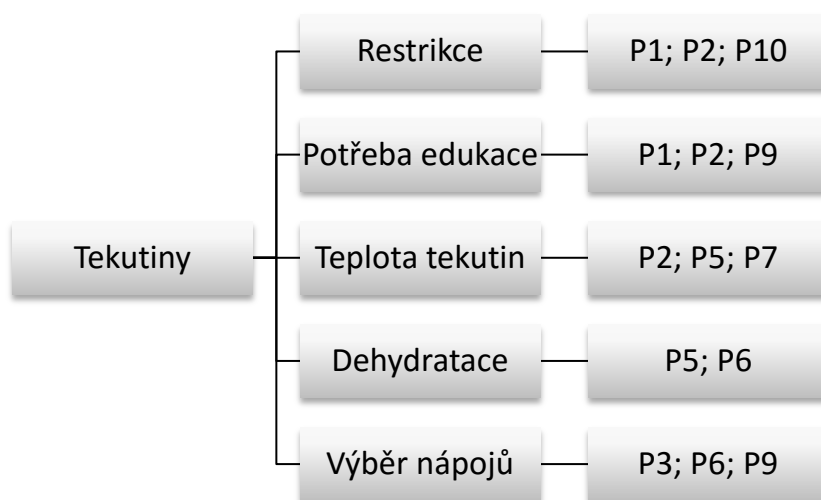 Restrikce
P1; P2; P10
Potřeba edukace
P1; P2; P9
Tekutiny
Teplota tekutin
P2; P5; P7
Dehydratace
P5; P6
Výběr nápojů
P3; P6; P9